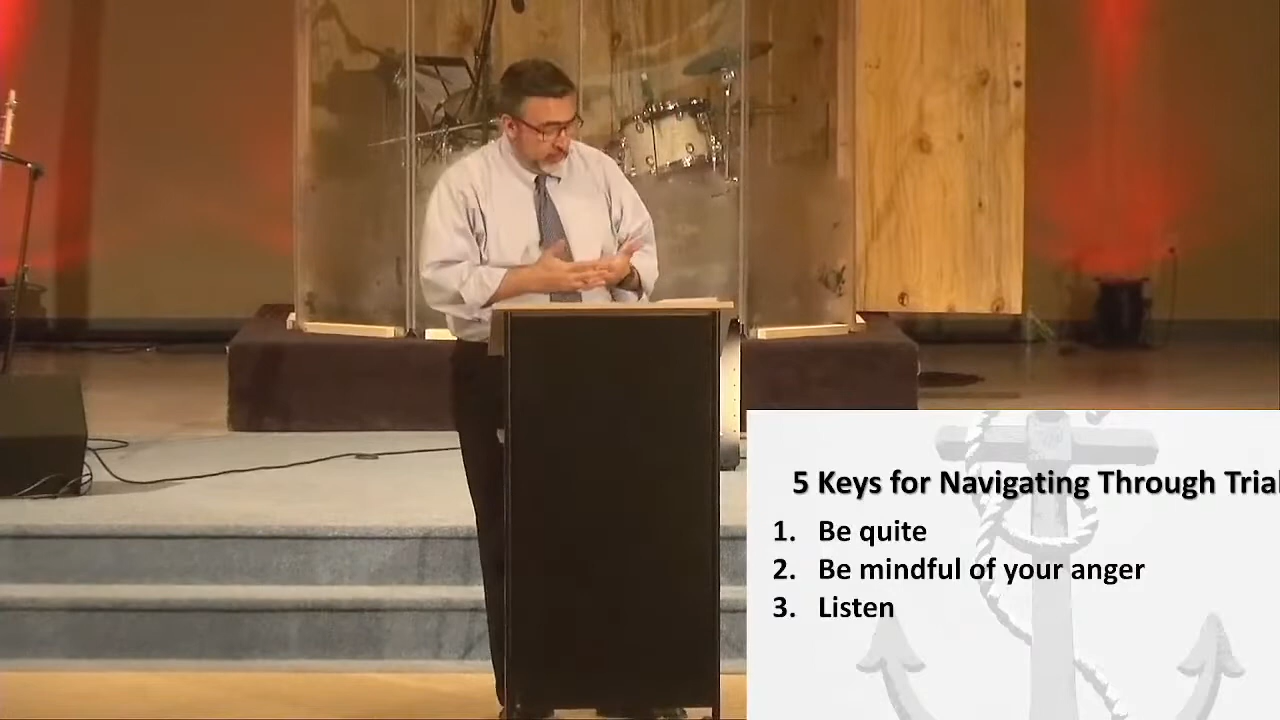 5 Keys for Navigating Through Trial
1. Be quite
2. Be mindful of your anger
3. Listen